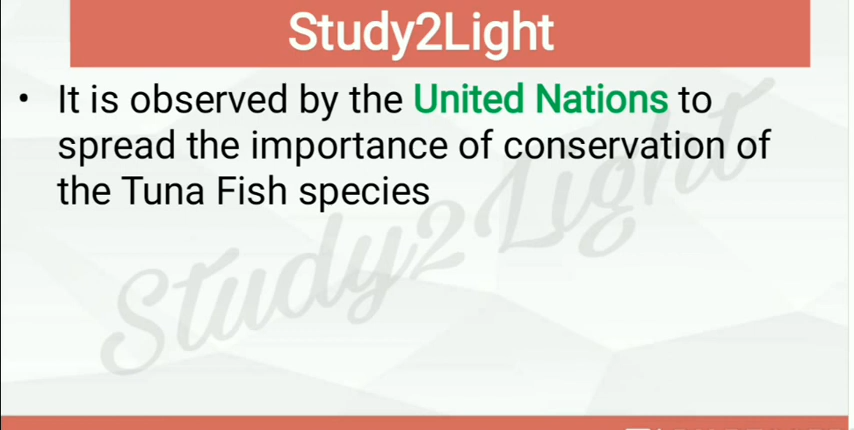 Study2Light
• It is observed by the United Nations to
spread the importance of conservation of
the Tuna Fish species
Study2Light